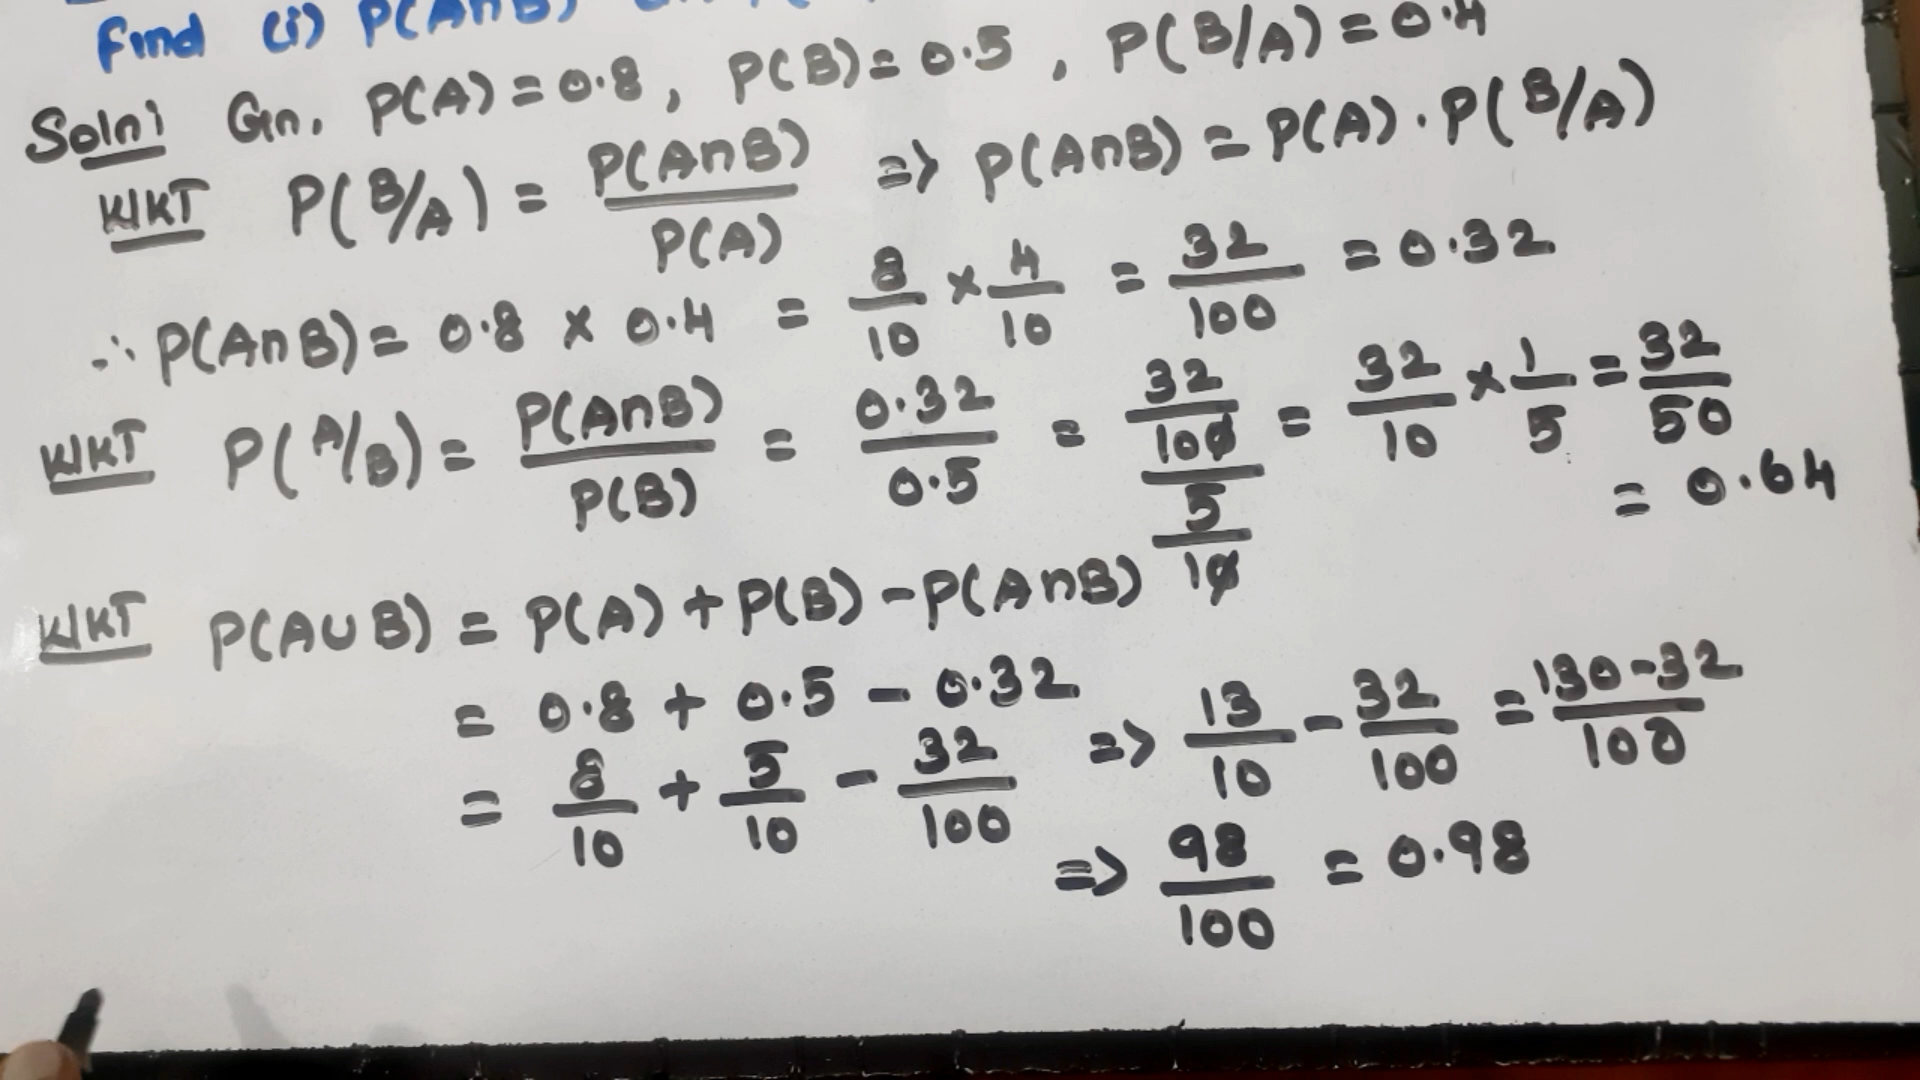 Find (i) P(A∩B)
Soln: Gn. P(A) = 0.8, P(B) = 0.5, P(B/A) = 0.4
WKT P(B/A) = P(A∩B)/P(A) => P(A∩B) = P(A) . P(B/A)
∴ P(A∩B) = 0.8 × 0.4 = 8/10 × 4/10 = 32/100 = 0.32
WKT P(A/B) = P(A∩B)/P(B) = 0.32/0.5 = (32/100)/(5/10) = 32/10 × 1/5 = 32/50
= 0.64
WKT P(A∪B) = P(A) + P(B) - P(A∩B)
= 0.8 + 0.5 - 0.32
= 8/10 + 5/10 - 32/100 => 13/10 - 32/100 = (130-32)/100
=> 98/100 = 0.98